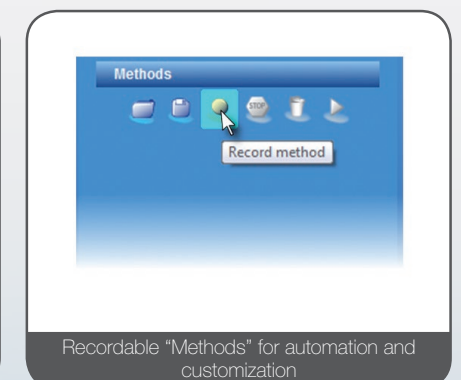 Methods
STOP
Record method
Recordable “Methods” for automation and
customization